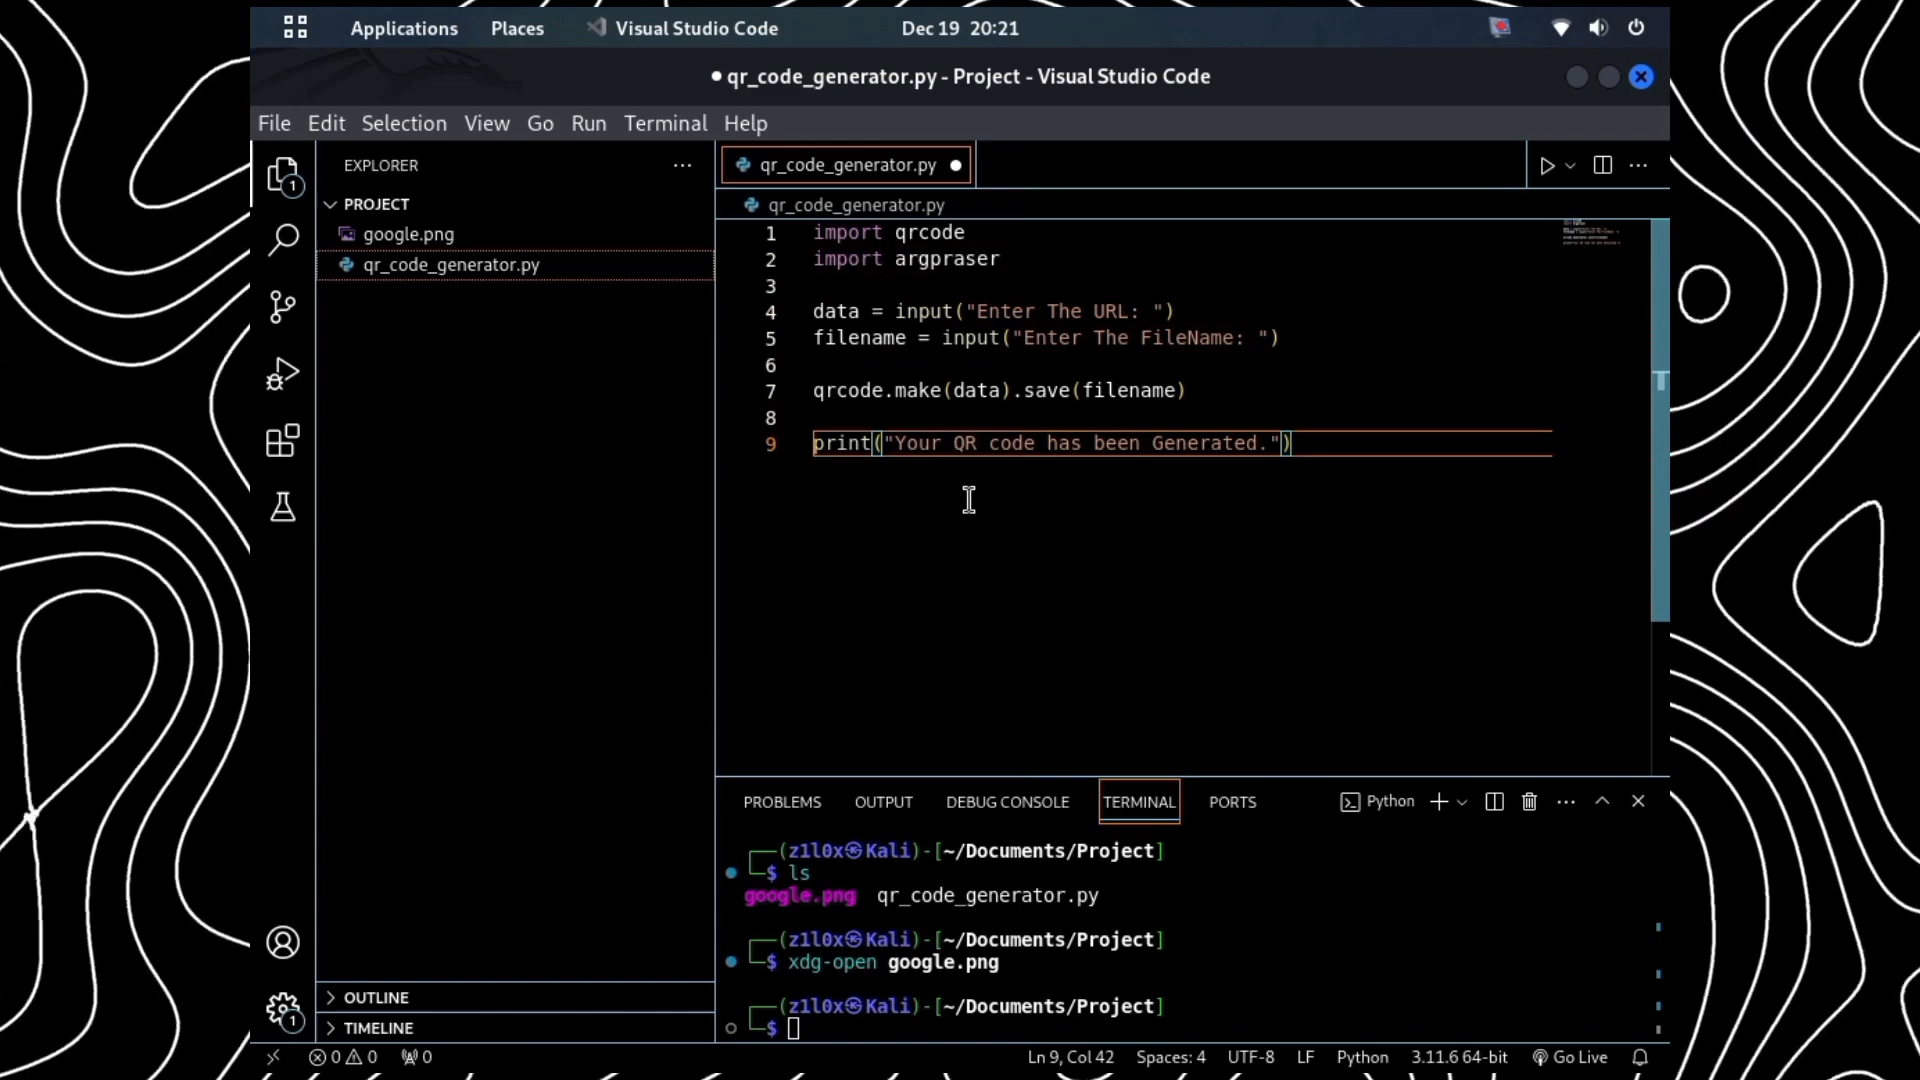 Applications Places Visual Studio Code Dec 19 20:21
● qr_code_generator.py - Project - Visual Studio Code
File Edit Selection View Go Run Terminal Help
EXPLORER
PROJECT
google.png
qr_code_generator.py
1
OUTLINE
TIMELINE
1
qr_code_generator.py
qr_code_generator.py
1 import qrcode
2 import argpraser
3
4 data = input("Enter The URL: ")
5 filename = input("Enter The FileName: ")
6
7 qrcode.make(data).save(filename)
8
9 print("Your QR code has been Generated.")
PROBLEMS OUTPUT DEBUG CONSOLE TERMINAL PORTS Python
┌──(z1l0x㉿Kali)-[~/Documents/Project]
└─$ ls
google.png qr_code_generator.py
┌──(z1l0x㉿Kali)-[~/Documents/Project]
└─$ xdg-open google.png
┌──(z1l0x㉿Kali)-[~/Documents/Project]
└─$
0 0 0 Ln 9, Col 42 Spaces: 4 UTF-8 LF Python 3.11.6 64-bit Go Live